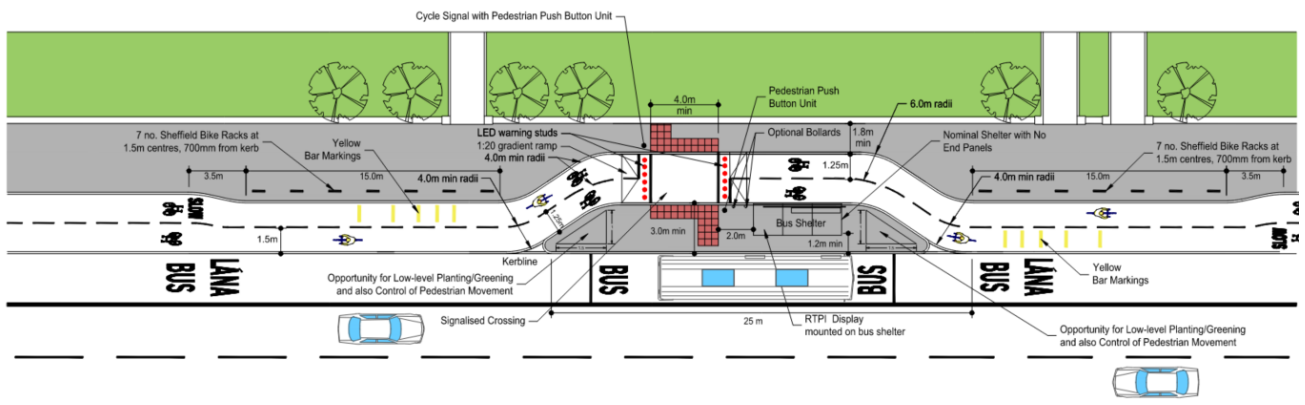 Cycle Signal with Pedestrian Push Button Unit
4.0m
min
Pedestrian Push
Button Unit
6.0m radii
7 no. Sheffield Bike Racks at
1.5m centres, 700mm from kerb
Yellow
Bar Markings
LED warning studs
1:20 gradient ramp
4.0m min radii
Optional Bollards
1.8m
min
Nominal Shelter with No
End Panels
7 no. Sheffield Bike Racks at
1.5m centres, 700mm from kerb
3.5m
15.0m
4.0m min radii
1.25m
15.0m
4.0m min radii
3.5m
SLOW
1.25m
1.5m
3.0m min
2.0m
Bus Shelter
1.2m min
SLOW
Kerbline
LÁNA
BUS
Opportunity for Low-level Planting/Greening
and also Control of Pedestrian Movement
BUS
BUS
LÁNA
BUS
Yellow
Bar Markings
Signalised Crossing
25 m
RTPI Display
mounted on bus shelter
Opportunity for Low-level Planting/Greening
and also Control of Pedestrian Movement